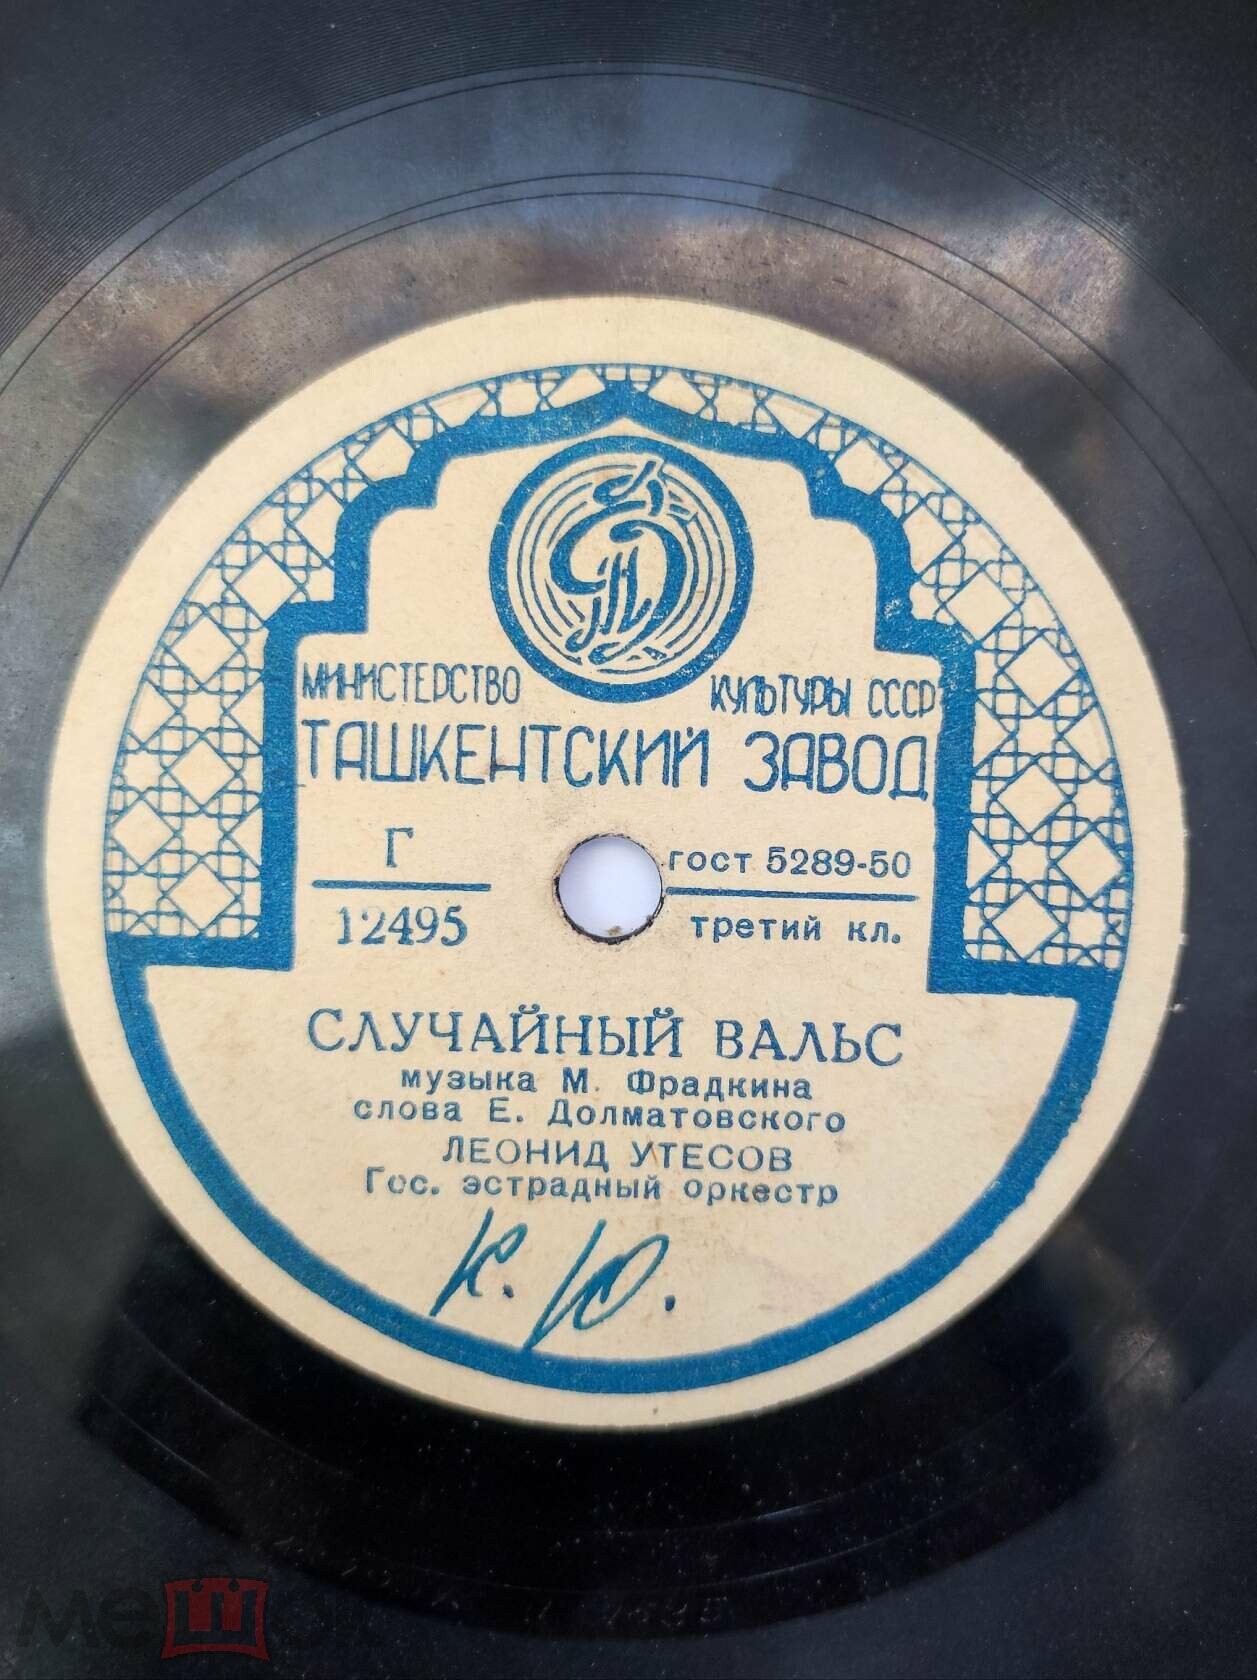 МИНИСТЕРСТВО КУЛЬТУРЫ СССР
ТАШКЕНТСКИЙ ЗАВОД
Г
12495
ГОСТ 5289-50
третий кл.
СЛУЧАЙНЫЙ ВАЛЬС
музыка М. Фрадкина
слова Е. Долматовского
ЛЕОНИД УТЕСОВ
Гос. эстрадный оркестр
К. Ю.